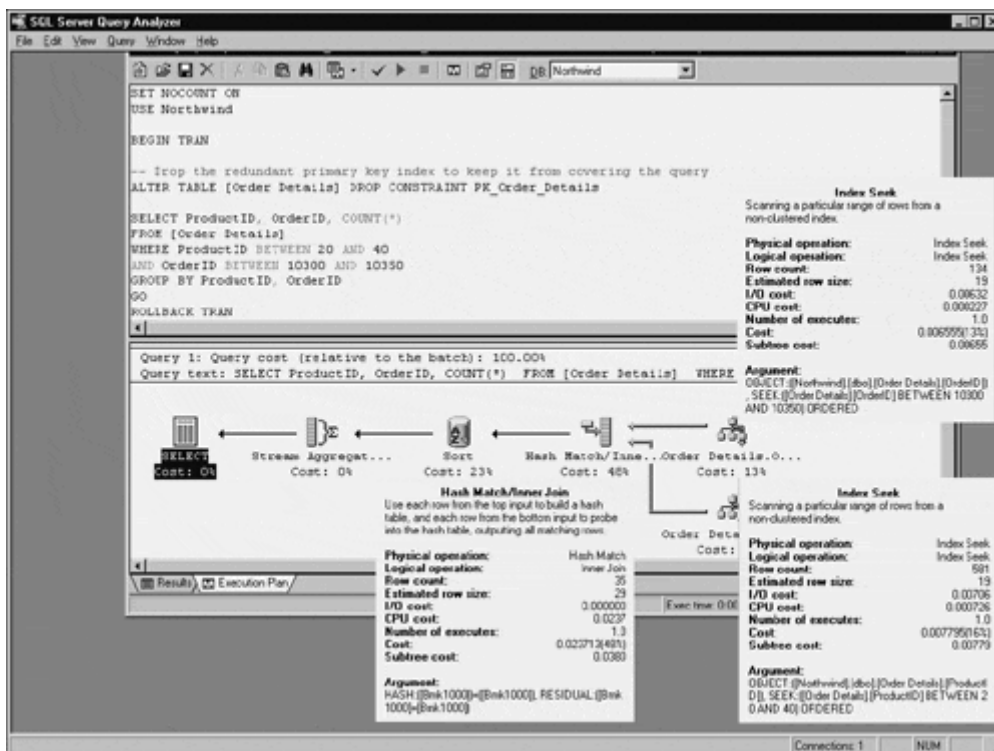 SQL Server Query Analyzer
File Edit View Query Window Help
DB: Northwind
SET NOCOUNT ON
USE Northwind
BEGIN TRAN
-- Drop the redundant primary key index to keep it from covering the query
ALTER TABLE [Order Details] DROP CONSTRAINT PK_Order_Details
SELECT ProductID, OrderID, COUNT(*)
FROM [Order Details]
WHERE ProductID BETWEEN 20 AND 40
AND OrderID BETWEEN 10300 AND 10350
GROUP BY ProductID, OrderID
GO
ROLLBACK TRAN
Index Seek
Scanning a particular range of rows from a
non-clustered index.
Physical operation: Index Seek
Logical operation: Index Seek
Row count: 134
Estimated row size: 19
I/O cost: 0.00632
CPU cost: 0.000227
Number of executes: 1.0
Cost: 0.006555(13%)
Subtree cost: 0.00655
Argument:
OBJECT:([Northwind].[dbo].[Order Details].[OrderID])
, SEEK:([Order Details].[OrderID] BETWEEN 10300
AND 10350) ORDERED
Query 1: Query cost (relative to the batch): 100.00%
Query text: SELECT ProductID, OrderID, COUNT(*) FROM [Order Details] WHERE
SELECT
Cost: 0%
Stream Aggregat...
Cost: 0%
Sort
Cost: 23%
Hash Match/Inne...
Cost: 48%
Order Details.O...
Cost: 13%
Order Deta
Cost:
Hash Match/Inner Join
Use each row from the top input to build a hash
table, and each row from the bottom input to probe
into the hash table, outputting all matching rows.
Physical operation: Hash Match
Logical operation: Inner Join
Row count: 35
Estimated row size: 29
I/O cost: 0.000000
CPU cost: 0.0237
Number of executes: 1.3
Cost: 0.023713(48%)
Subtree cost: 0.0380
Argument:
HASH:([Bmk1000])=([Bmk1000]), RESIDUAL:([Bmk
1000]=[Bmk1000])
Index Seek
Scanning a particular range of rows from a
non-clustered index.
Physical operation: Index Seek
Logical operation: Index Seek
Row count: 581
Estimated row size: 19
I/O cost: 0.00706
CPU cost: 0.000726
Number of executes: 1.0
Cost: 0.007795(16%)
Subtree cost: 0.00779
Argument:
OBJECT:([Northwind].[dbo].[Order Details].[ProductI
D]), SEEK:([Order Details].[ProductID] BETWEEN 2
0 AND 40) ORDERED
Results Execution Plan
Exec time: 0:00
Connections: 1 NUM